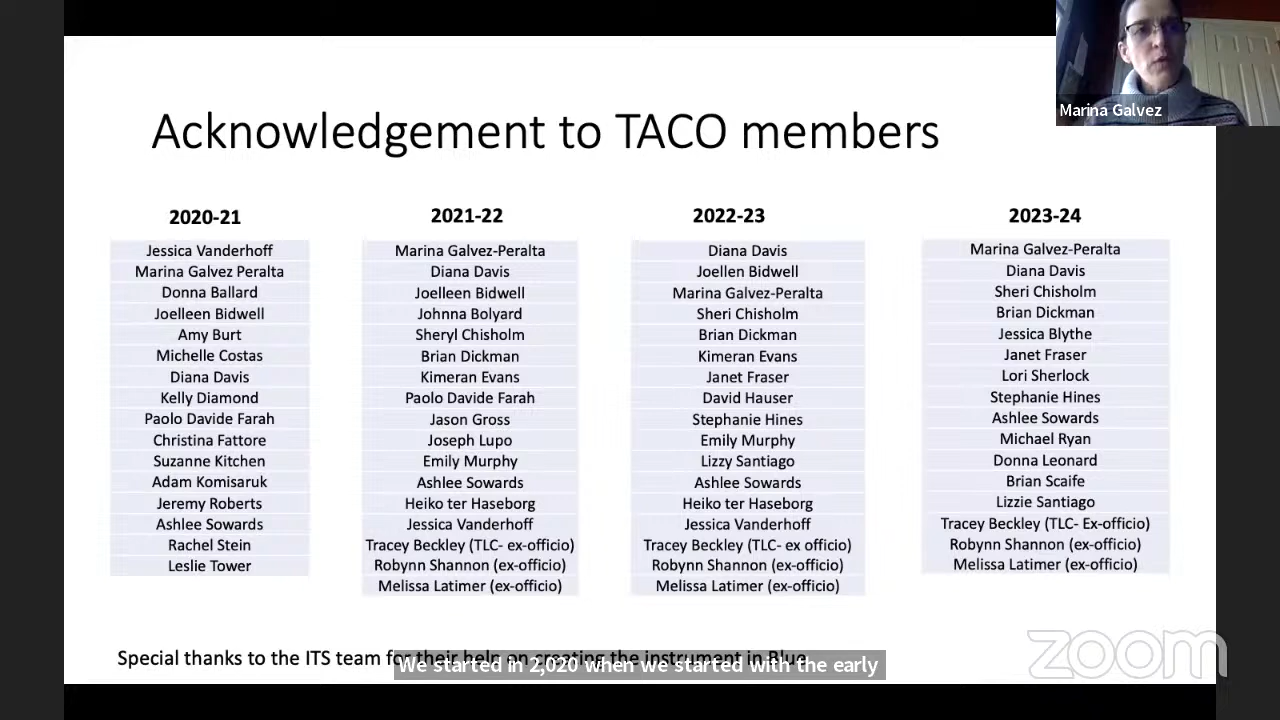 Marina Galvez
Acknowledgement to TACO members
2020-21
Jessica Vanderhoff
Marina Galvez Peralta
Donna Ballard
Joelleen Bidwell
Amy Burt
Michelle Costas
Diana Davis
Kelly Diamond
Paolo Davide Farah
Christina Fattore
Suzanne Kitchen
Adam Komisaruk
Jeremy Roberts
Ashlee Sowards
Rachel Stein
Leslie Tower
2021-22
Marina Galvez-Peralta
Diana Davis
Joelleen Bidwell
Johnna Bolyard
Sheryl Chisholm
Brian Dickman
Kimeran Evans
Paolo Davide Farah
Jason Gross
Joseph Lupo
Emily Murphy
Ashlee Sowards
Heiko ter Haseborg
Jessica Vanderhoff
Tracey Beckley (TLC- ex-officio)
Robynn Shannon (ex-officio)
Melissa Latimer (ex-officio)
2022-23
Diana Davis
Joellen Bidwell
Marina Galvez-Peralta
Sheri Chisholm
Brian Dickman
Kimeran Evans
Janet Fraser
David Hauser
Stephanie Hines
Emily Murphy
Lizzy Santiago
Ashlee Sowards
Heiko ter Haseborg
Jessica Vanderhoff
Tracey Beckley (TLC- ex officio)
Robynn Shannon (ex-officio)
Melissa Latimer (ex-officio)
2023-24
Marina Galvez-Peralta
Diana Davis
Sheri Chisholm
Brian Dickman
Jessica Blythe
Janet Fraser
Lori Sherlock
Stephanie Hines
Ashlee Sowards
Michael Ryan
Donna Leonard
Brian Scaife
Lizzie Santiago
Tracey Beckley (TLC- Ex-officio)
Robynn Shannon (ex-officio)
Melissa Latimer (ex-officio)
Special thanks to the ITS team for their help on creating the instrument in Blue
We started in 2,020 when we started with the early
zoom